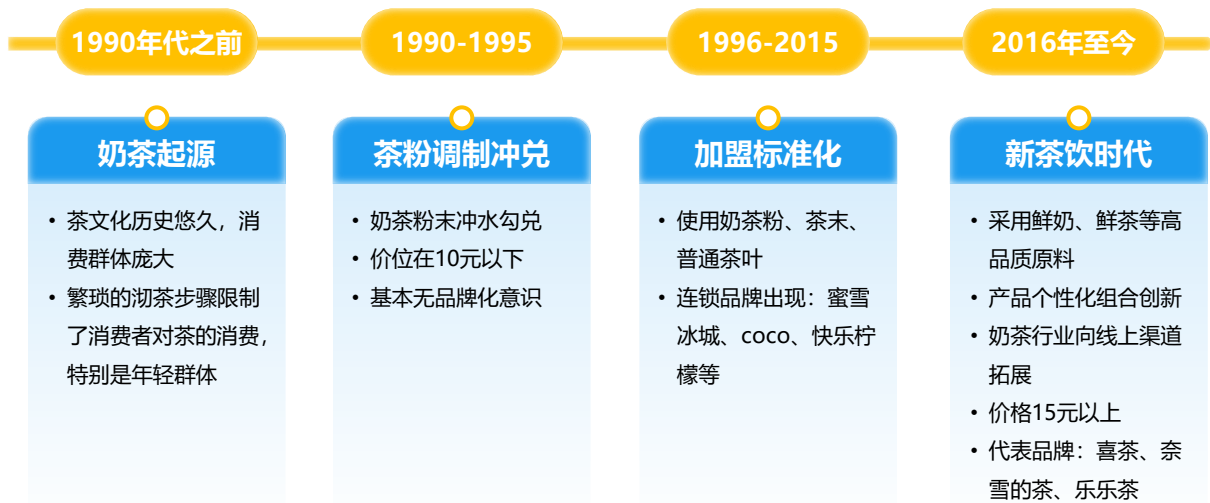 1990年代之前
1990-1995
1996-2015
2016年至今
奶茶起源
• 茶文化历史悠久，消
费群体庞大
• 繁琐的沏茶步骤限制
了消费者对茶的消费，
特别是年轻群体
茶粉调制冲兑
• 奶茶粉末冲水勾兑
• 价位在10元以下
• 基本无品牌化意识
加盟标准化
• 使用奶茶粉、茶末、
普通茶叶
• 连锁品牌出现：蜜雪
冰城、coco、快乐柠
檬等
新茶饮时代
• 采用鲜奶、鲜茶等高
品质原料
• 产品个性化组合创新
• 奶茶行业向线上渠道
拓展
• 价格15元以上
• 代表品牌：喜茶、奈
雪的茶、乐乐茶